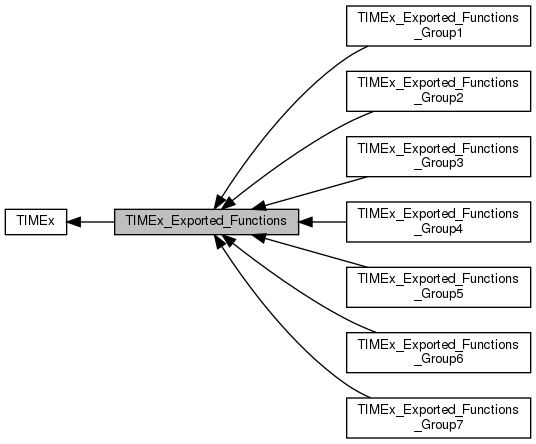 TIMEx_Exported_Functions
_Group1
TIMEx_Exported_Functions
_Group2
TIMEx_Exported_Functions
_Group3
TIMEx
TIMEx_Exported_Functions
TIMEx_Exported_Functions
_Group4
TIMEx_Exported_Functions
_Group5
TIMEx_Exported_Functions
_Group6
TIMEx_Exported_Functions
_Group7